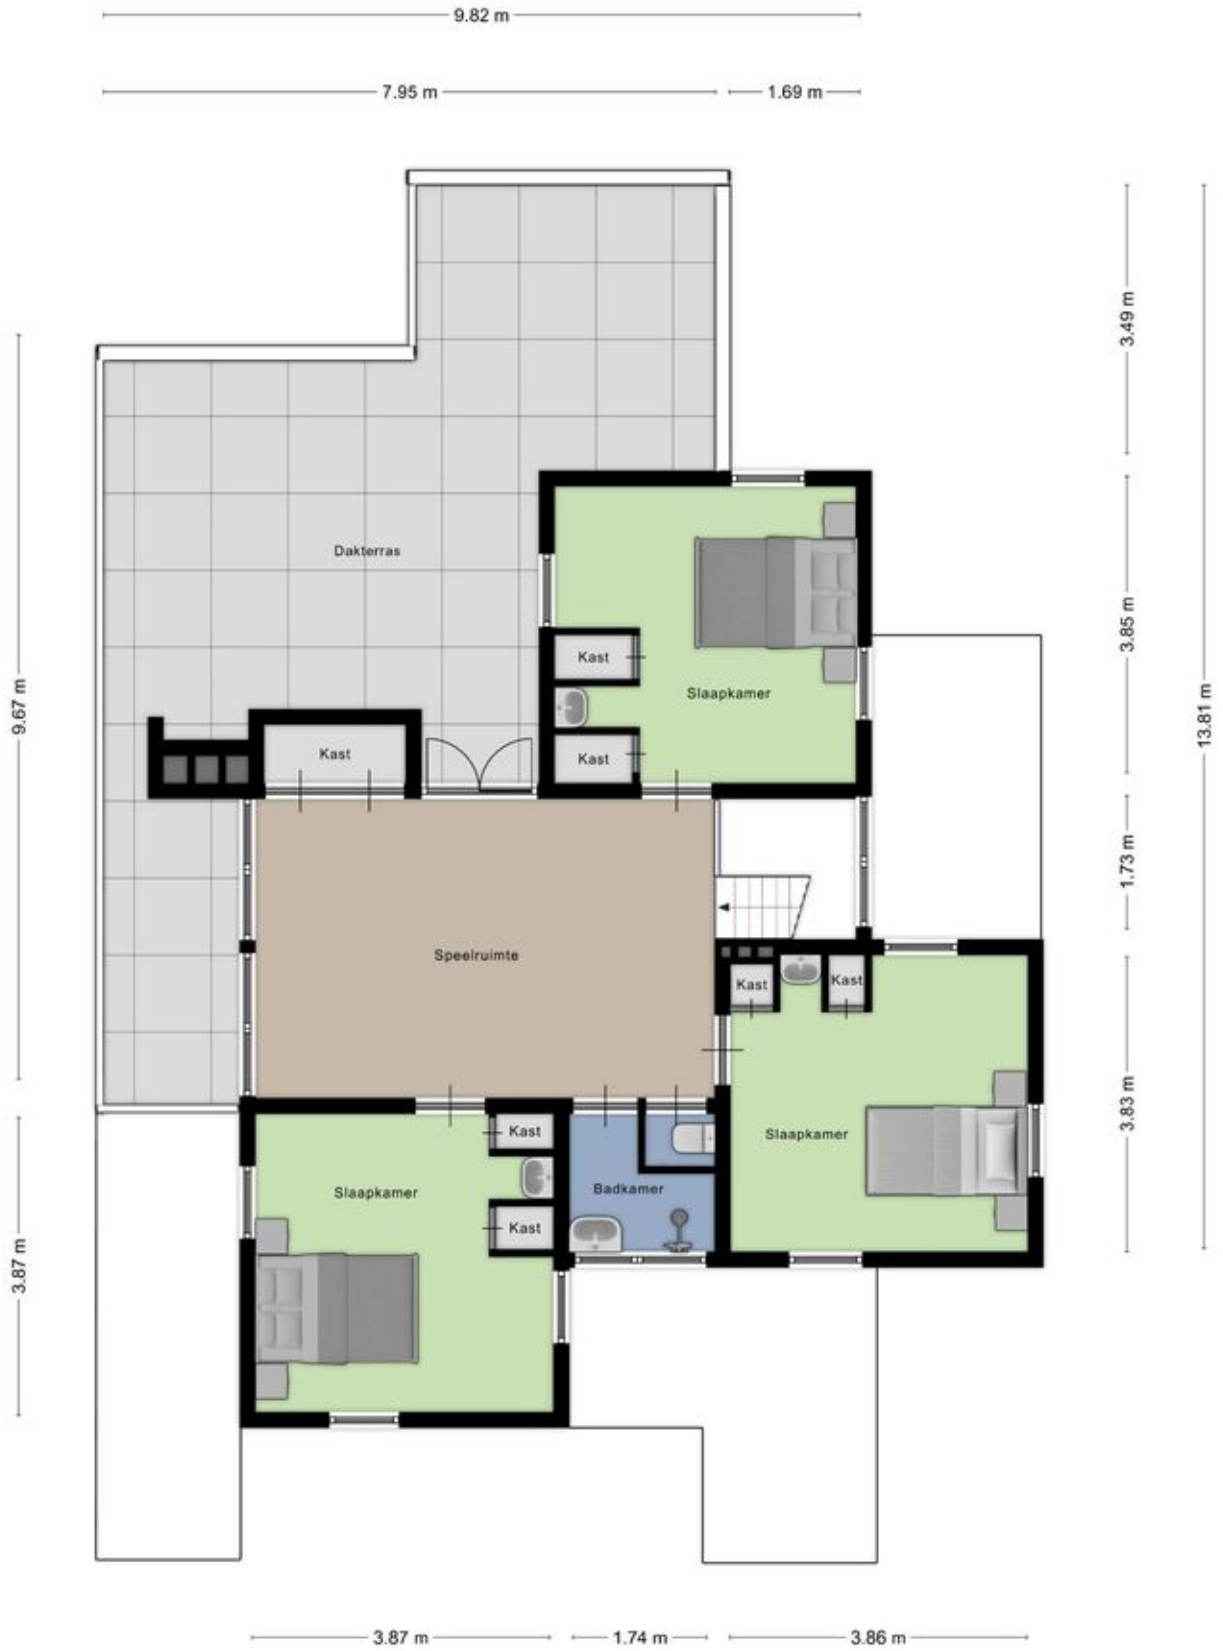 9.82 m
7.95 m
1.69 m
3.49 m
Dakterras
3.85 m
Kast
Slaapkamer
9.67 m
13.81 m
Kast
Kast
1.73 m
Speelruimte
Kast
Kast
3.83 m
Kast
Slaapkamer
Slaapkamer
Badkamer
Kast
3.87 m
3.87 m
1.74 m
3.86 m